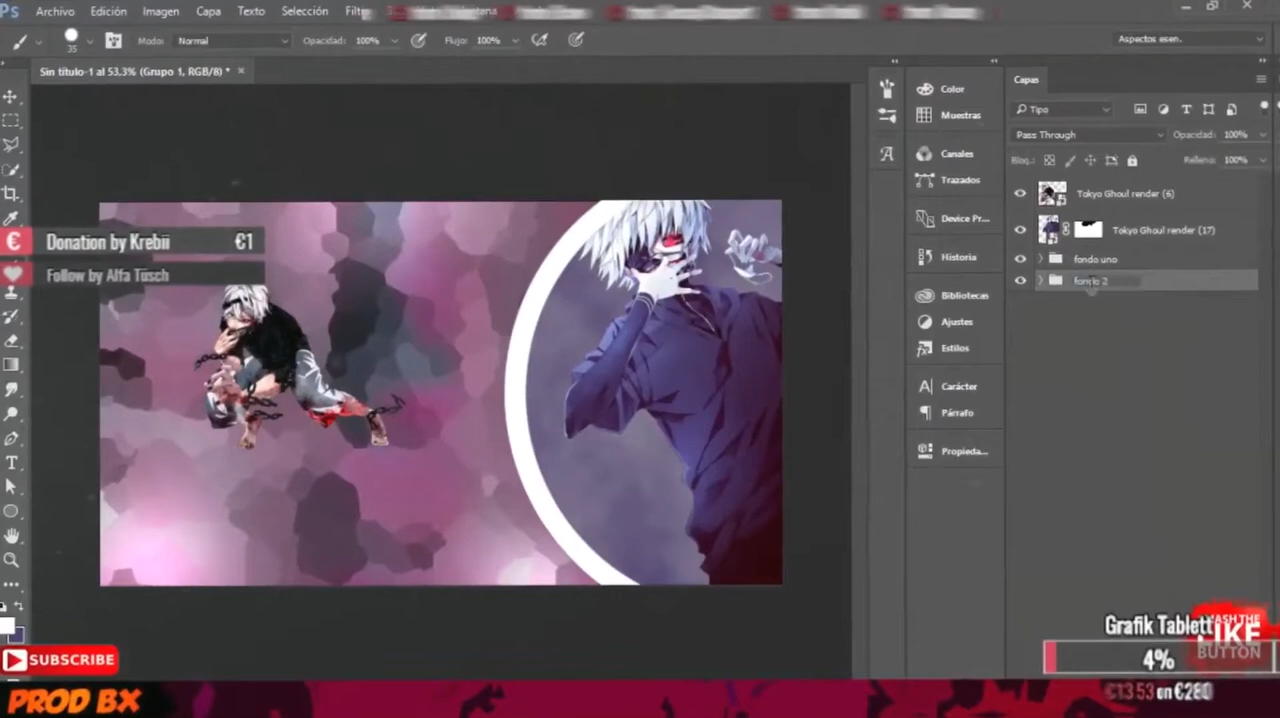 Ps Archivo Edición Imagen Capa Texto Selección
35 Modo: Normal Opacidad: 100% Flujo: 100% Aspectos esen.
Sin título-1 al 53,3% (Grupo 1, RGB/8) *
Donation by Krebii €1
Follow by Alfa Tüsch
Color
Muestras
Canales
Trazados
Device Pr...
Historia
Bibliotecas
Ajustes
Estilos
Carácter
Párrafo
Propieda...
Capas
Tipo
Pass Through Opacidad: 100%
Bloq.: Relleno: 100%
Tokyo Ghoul render (6)
Tokyo Ghoul render (17)
fondo uno
fondo 2
Grafik Tablett
4%
€13.53 en €280
SMASH THE
LIKE
BUTTON
SUBSCRIBE
PROD BX